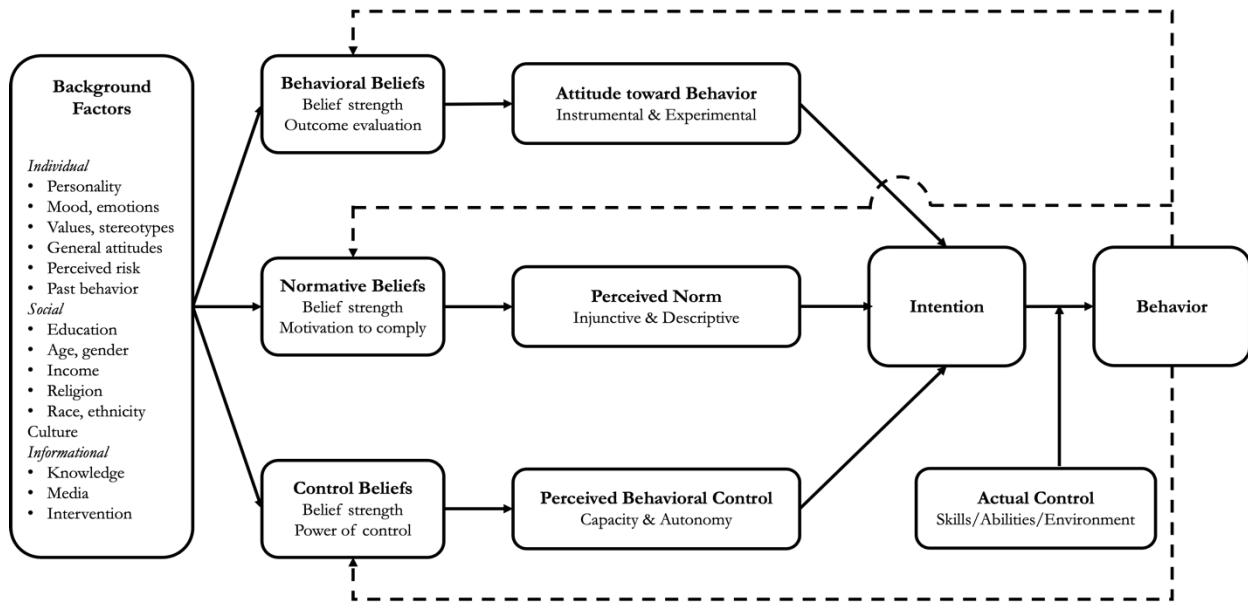 Background
Factors
Individual
• Personality
• Mood, emotions
• Values, stereotypes
• General attitudes
• Perceived risk
• Past behavior
Social
• Education
• Age, gender
• Income
• Religion
• Race, ethnicity
Culture
Informational
• Knowledge
• Media
• Intervention
Behavioral Beliefs
Belief strength
Outcome evaluation
Attitude toward Behavior
Instrumental & Experimental
Normative Beliefs
Belief strength
Motivation to comply
Perceived Norm
Injunctive & Descriptive
Intention
Behavior
Control Beliefs
Belief strength
Power of control
Perceived Behavioral Control
Capacity & Autonomy
Actual Control
Skills/Abilities/Environment